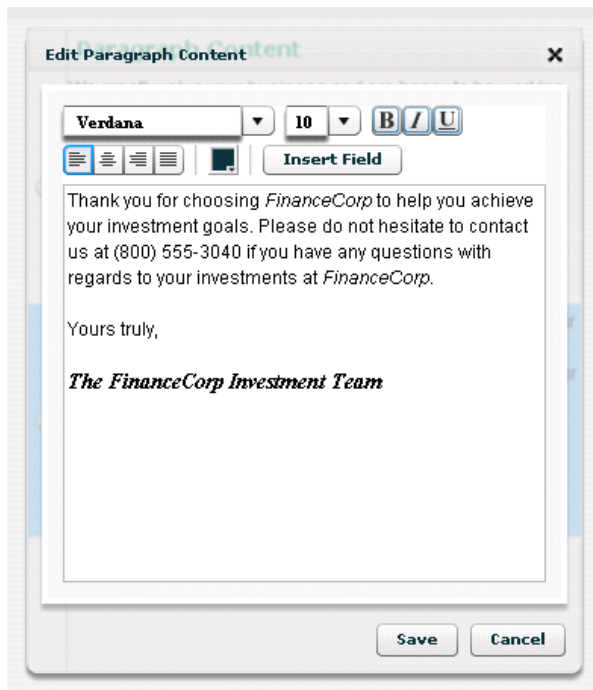 Paragraph Content
Edit Paragraph Content
Verdana
10
B I U
Insert Field
Thank you for choosing FinanceCorp to help you achieve
your investment goals. Please do not hesitate to contact
us at (800) 555-3040 if you have any questions with
regards to your investments at FinanceCorp.
Yours truly,
The FinanceCorp Investment Team
Save Cancel